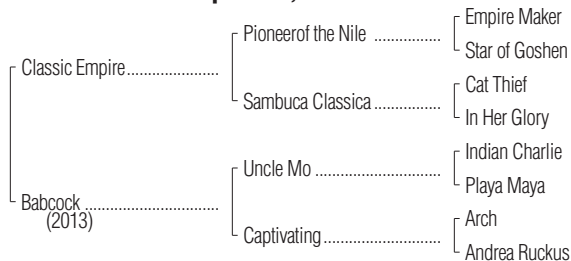 Empire Maker
Pioneerof the Nile ................
Star of Goshen
Classic Empire......................
Cat Thief
Sambuca Classica ................
In Her Glory
Indian Charlie
Uncle Mo ..............................
Playa Maya
Babcock ................................
(2013)
Arch
Captivating............................
Andrea Ruckus